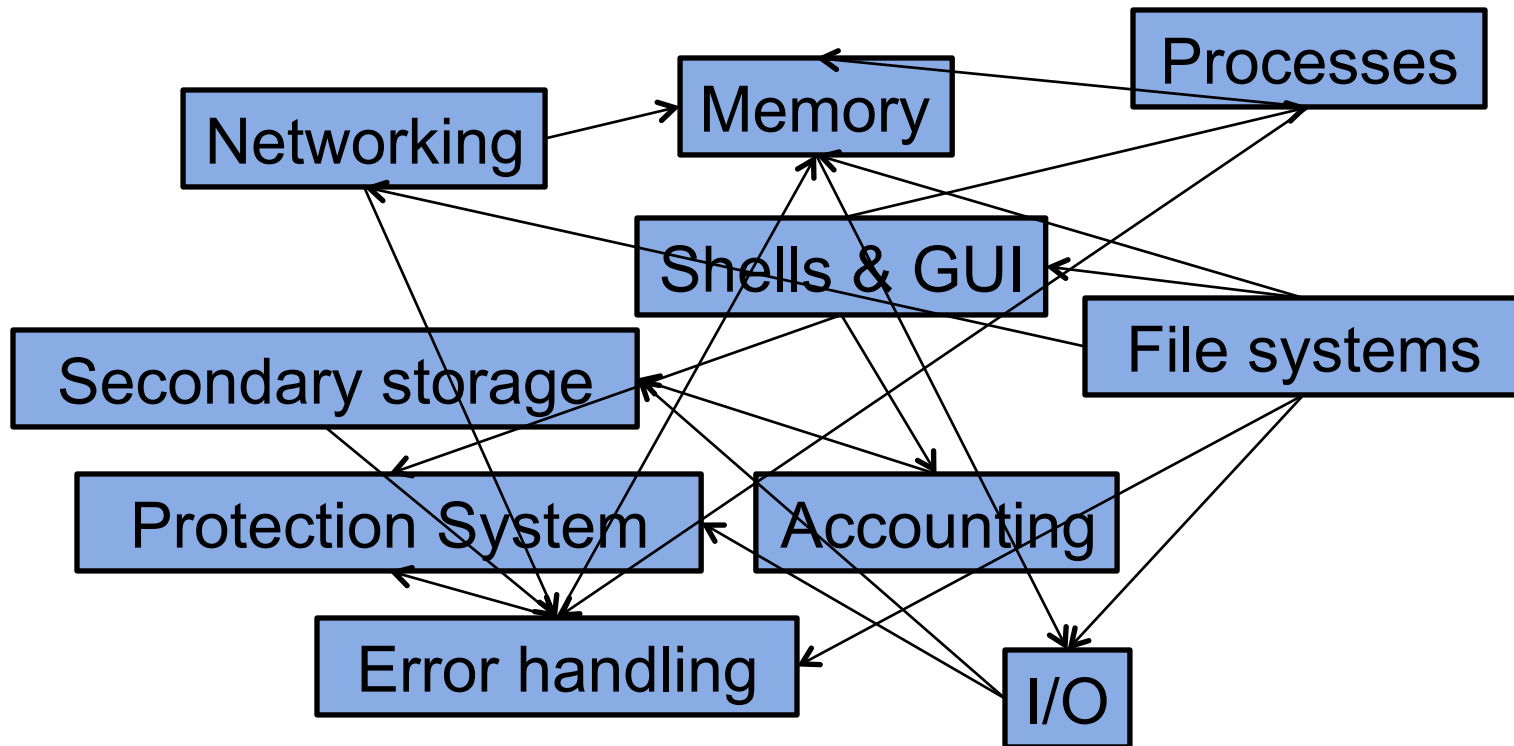 Processes
Memory
Networking
Shells & GUI
File systems
Secondary storage
Protection System
Accounting
Error handling
I/O